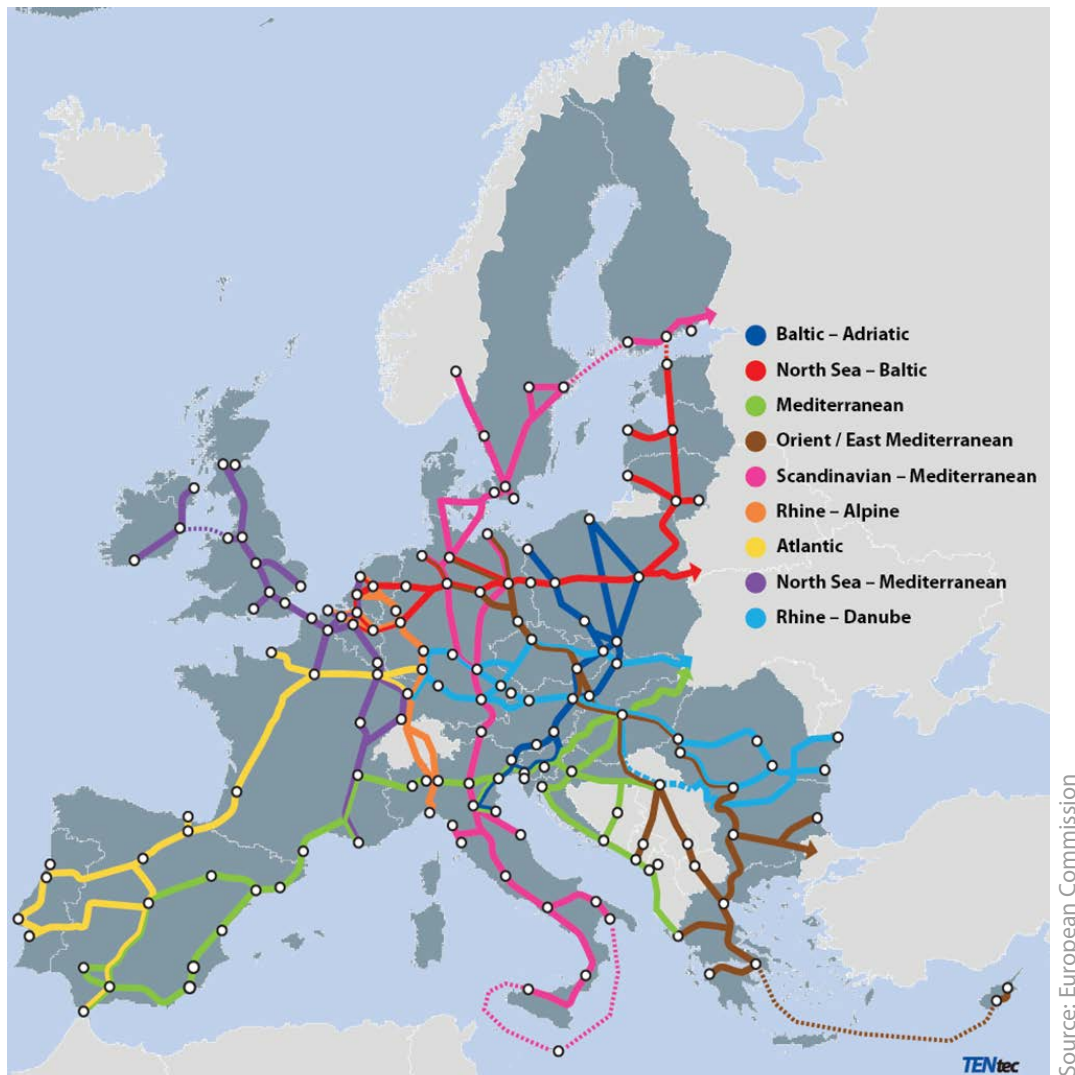 Baltic – Adriatic
North Sea – Baltic
Mediterranean
Orient / East Mediterranean
Scandinavian – Mediterranean
Rhine – Alpine
Atlantic
North Sea – Mediterranean
Rhine – Danube
TENtec
Source: European Commission